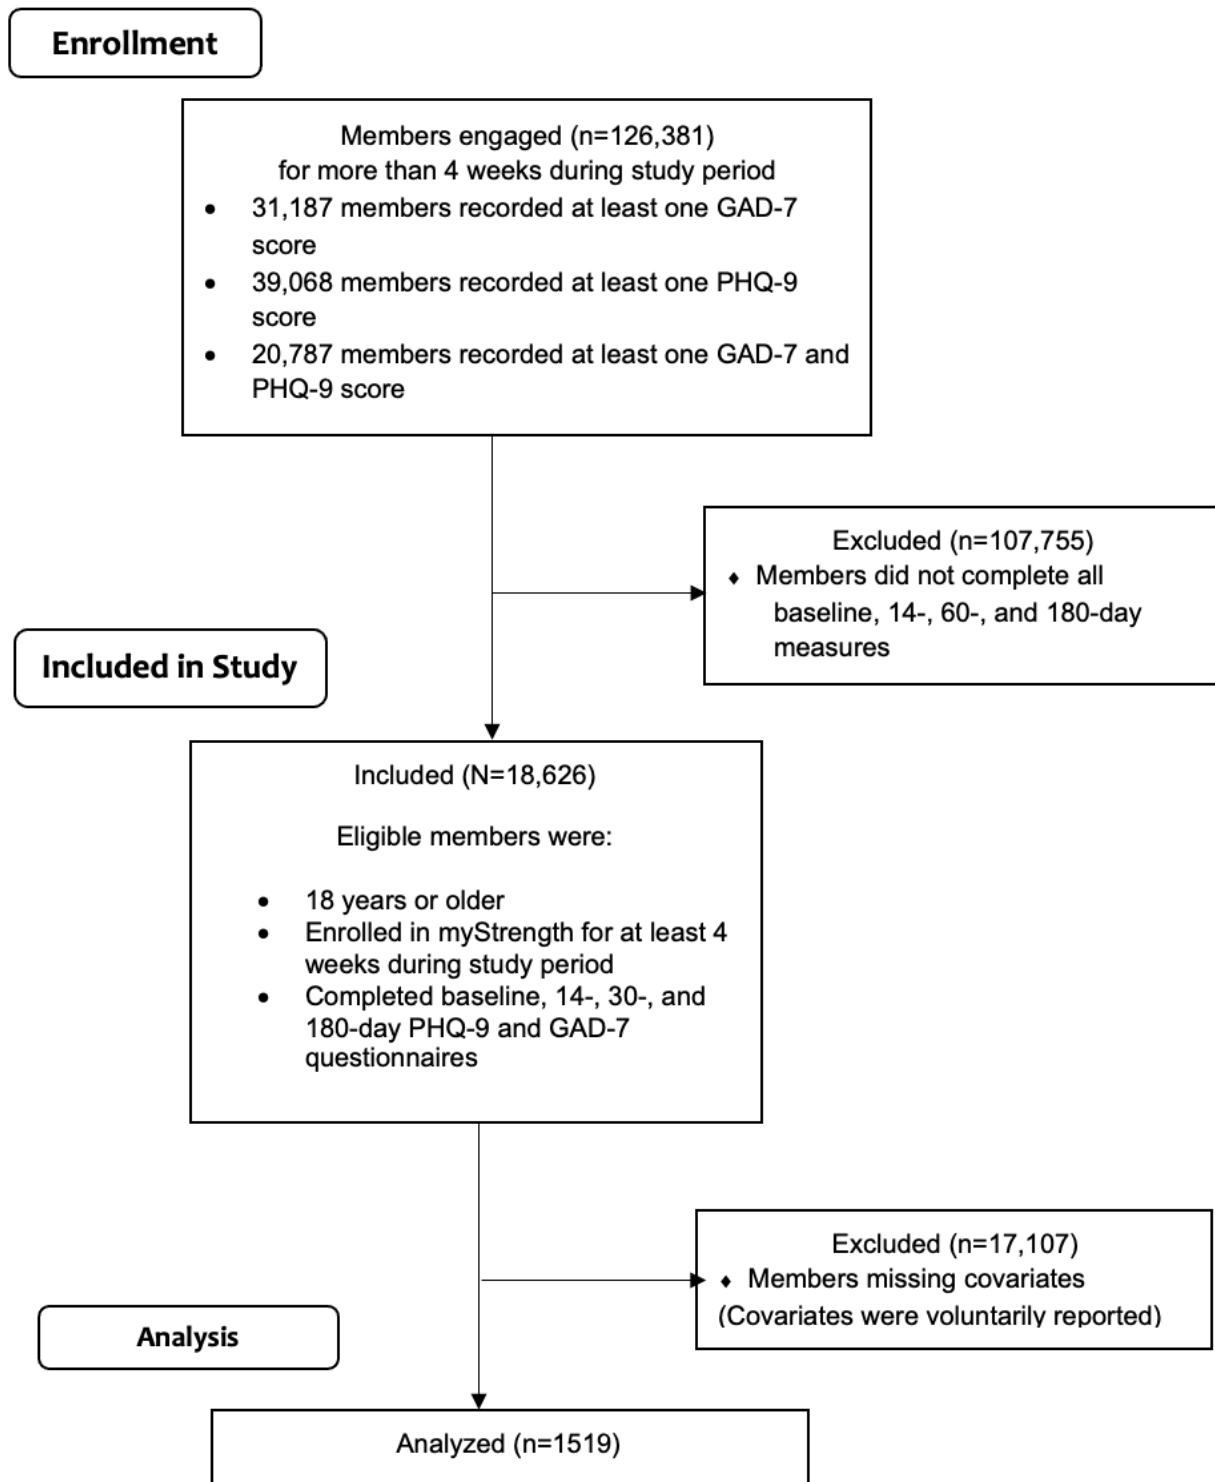 Enrollment
Members engaged (n=126,381)
for more than 4 weeks during study period
• 31,187 members recorded at least one GAD-7
score
• 39,068 members recorded at least one PHQ-9
score
• 20,787 members recorded at least one GAD-7 and
PHQ-9 score
Excluded (n=107,755)
♦ Members did not complete all
baseline, 14-, 60-, and 180-day
measures
Included in Study
Included (N=18,626)
Eligible members were:
• 18 years or older
• Enrolled in myStrength for at least 4
weeks during study period
• Completed baseline, 14-, 30-, and
180-day PHQ-9 and GAD-7
questionnaires
Excluded (n=17,107)
♦ Members missing covariates
(Covariates were voluntarily reported)
Analysis
Analyzed (n=1519)